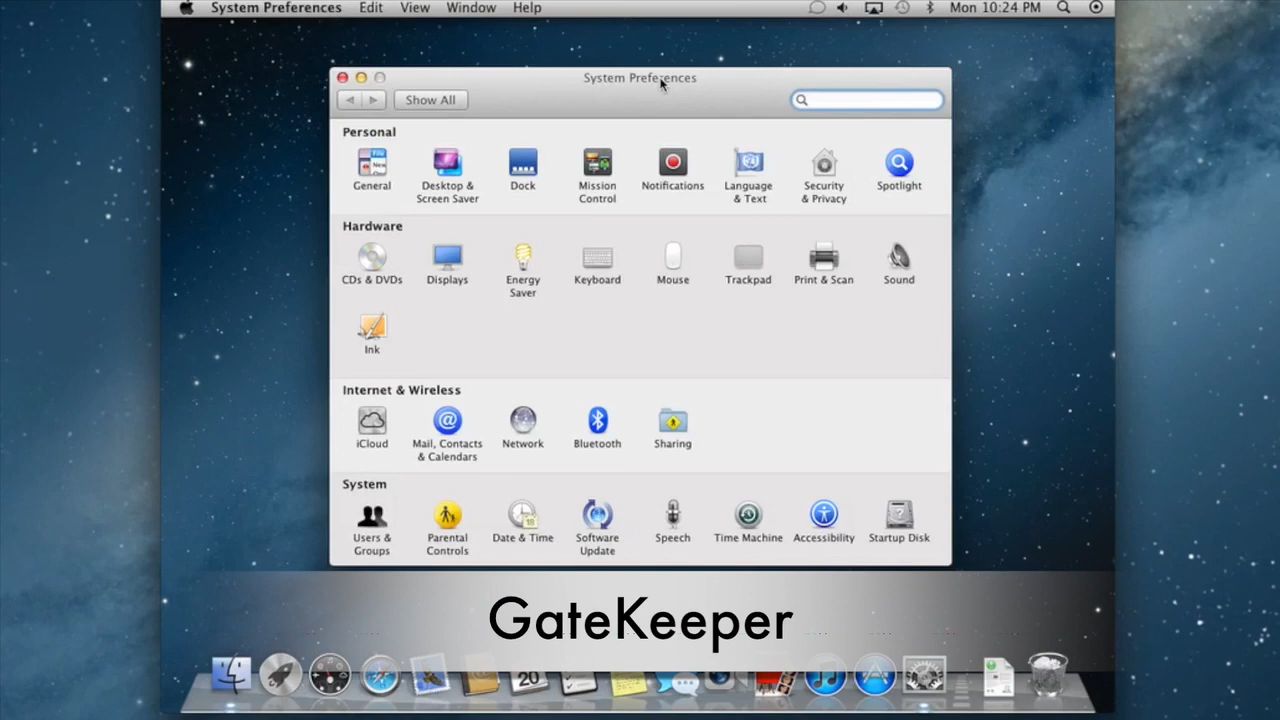 System Preferences Edit View Window Help Mon 10:24 PM
System Preferences
Show All
Personal
General Desktop & Screen Saver Dock Mission Control Notifications Language & Text Security & Privacy Spotlight
Hardware
CDs & DVDs Displays Energy Saver Keyboard Mouse Trackpad Print & Scan Sound
Ink
Internet & Wireless
iCloud Mail, Contacts & Calendars Network Bluetooth Sharing
System
Users & Groups Parental Controls Date & Time Software Update Speech Time Machine Accessibility Startup Disk
GateKeeper
20